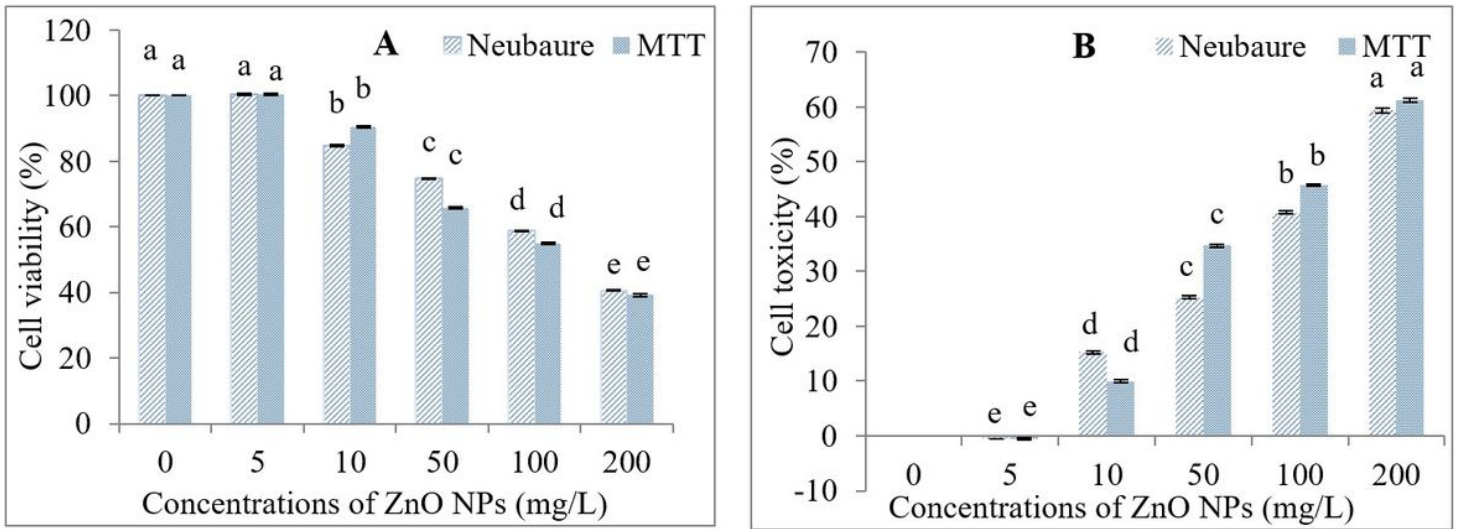 A
Neubaure MTT
120
100
80
60
40
20
0
Cell viability (%)
a a a a b b c c d d e e
0 5 10 50 100 200
Concentrations of ZnO NPs (mg/L)
B
Neubaure MTT
70
60
50
40
30
20
10
0
-10
Cell toxicity (%)
e e d d c c b b a a
0 5 10 50 100 200
Concentrations of ZnO NPs (mg/L)